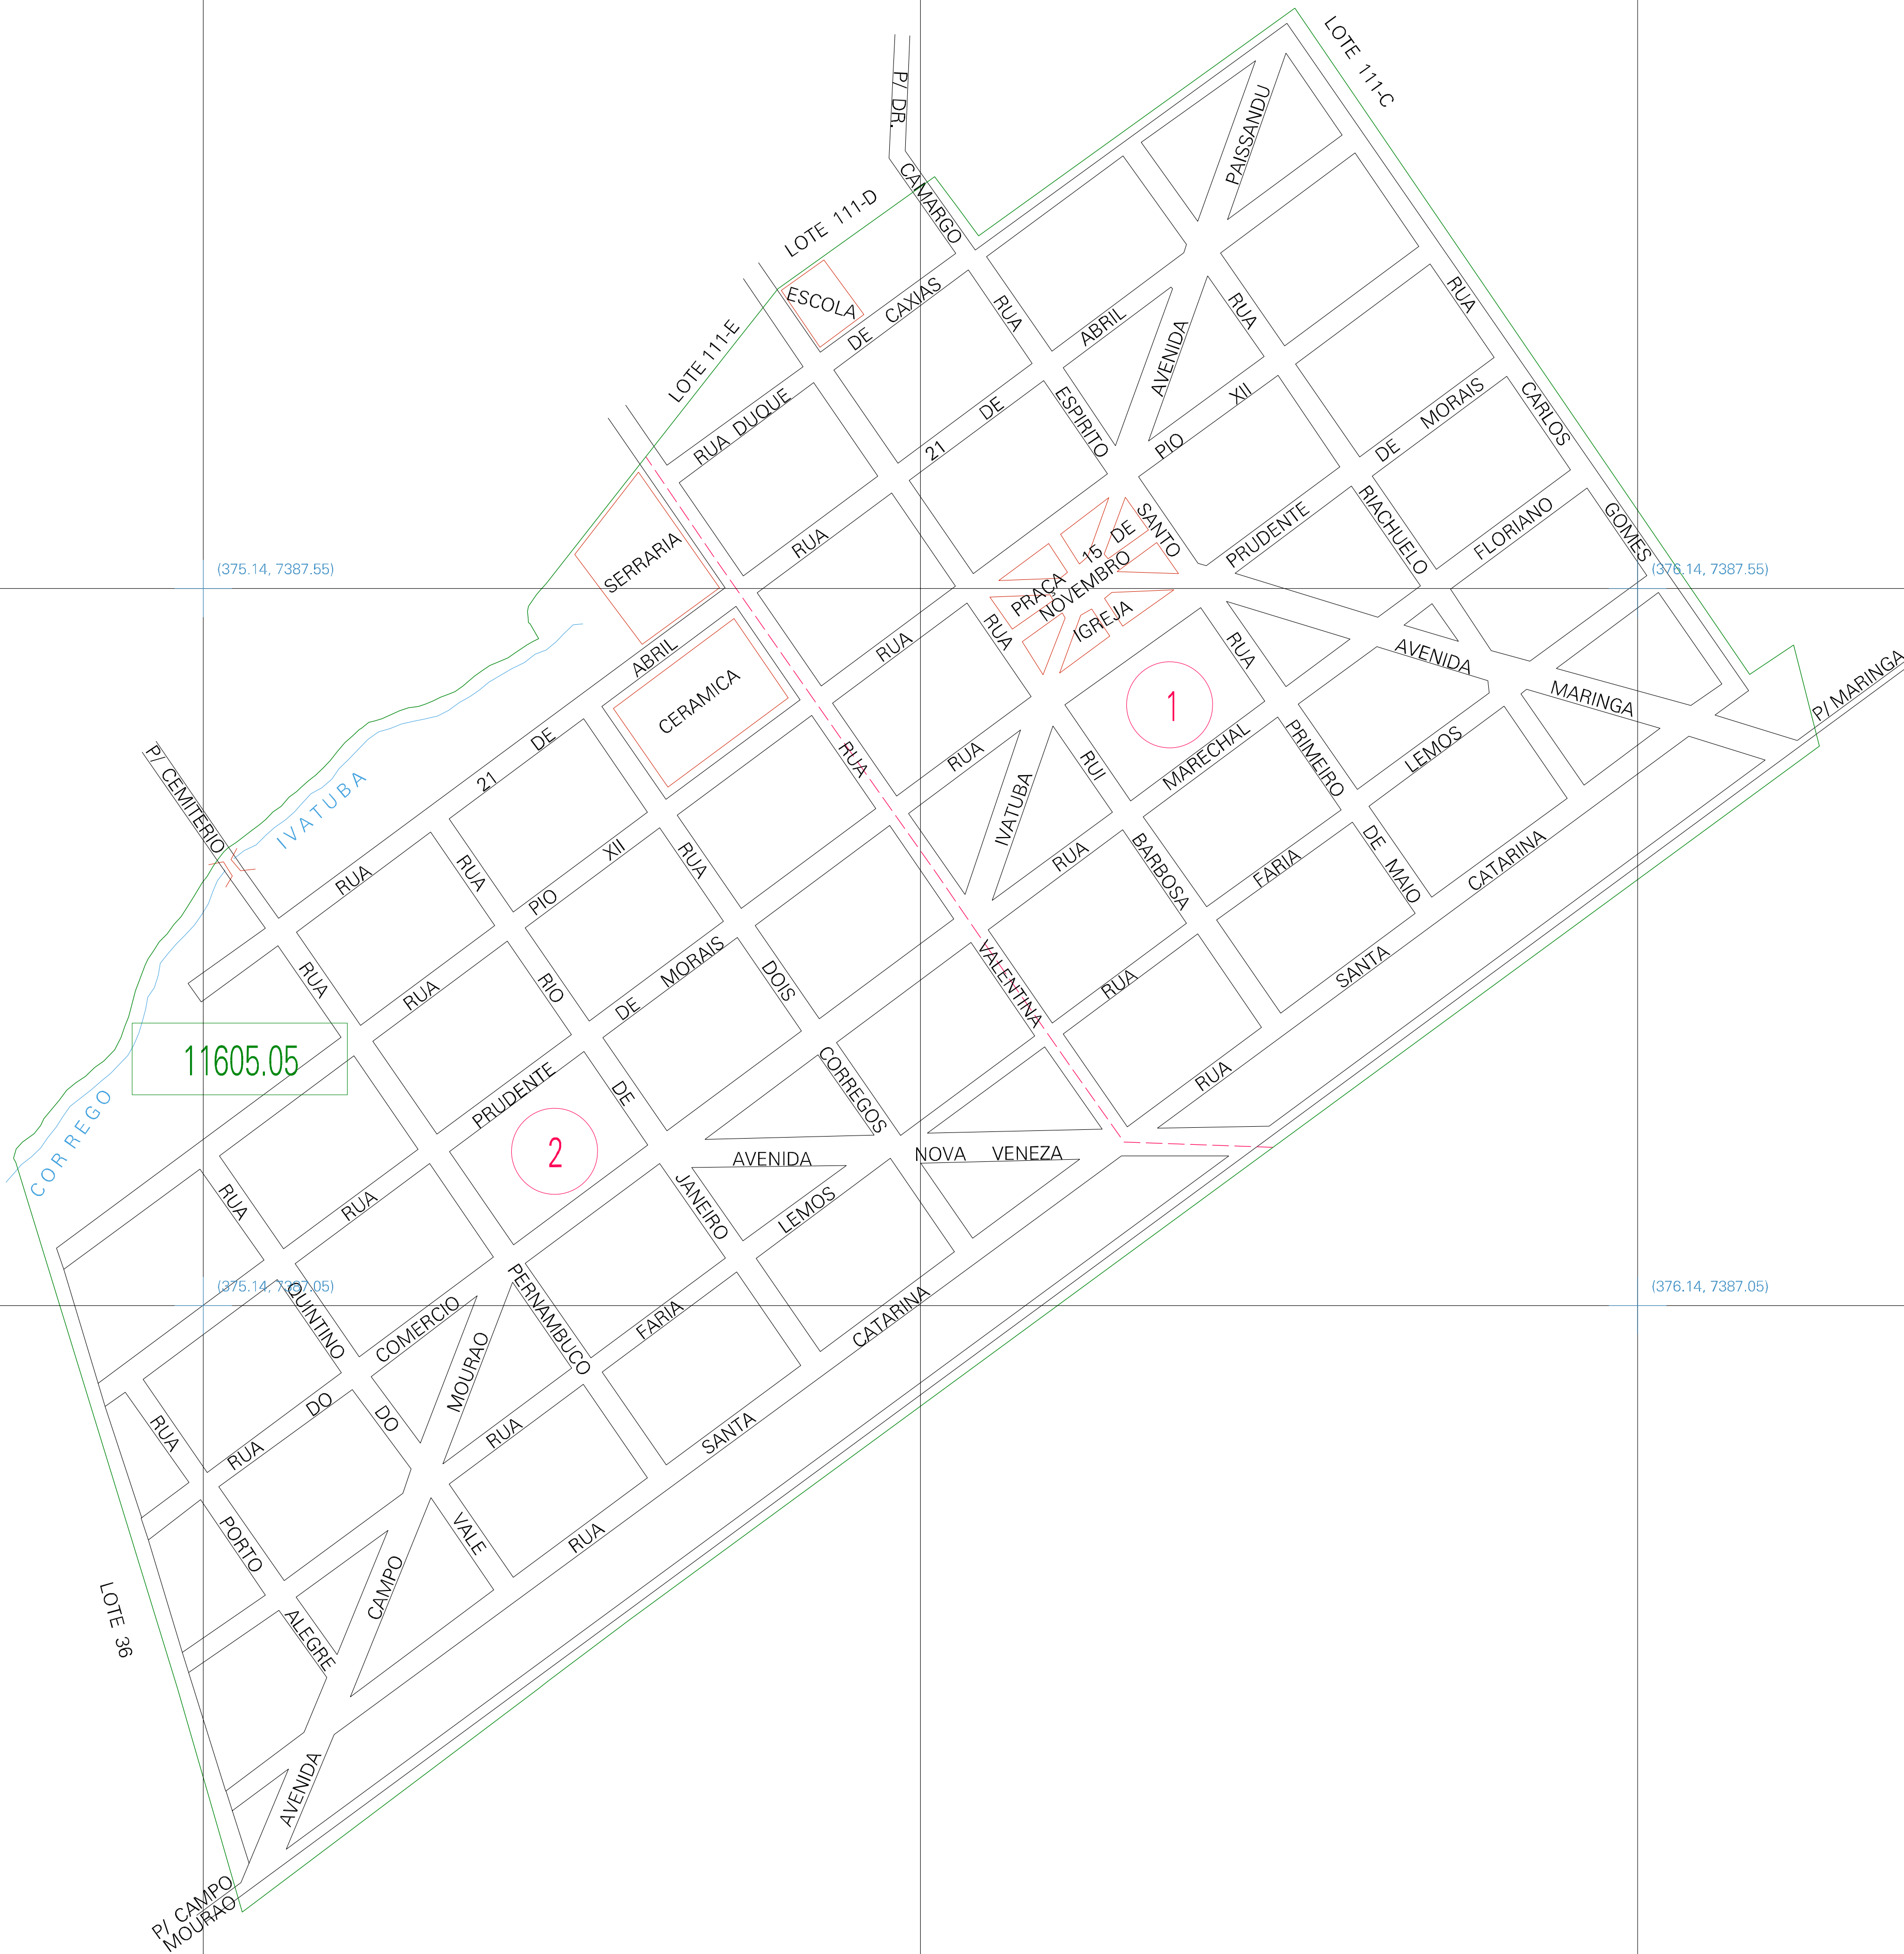 LOTE 111-C
P/ DR.
CAMARGO
PAISSANDU
LOTE 111-D
ESCOLA
LOTE 111-E
RUA DUQUE
DE CAXIAS
RUA
ESPIRITO
SANTO
ABRIL
AVENIDA
RUA
RIACHUELO
RUA
CARLOS
GOMES
21
DE
PIO
XII
DE MORAIS
PRUDENTE
FLORIANO
RUA
SERRARIA
(375.14, 7387.55)
(376.14, 7387.55)
PRAÇA 15 DE
NOVEMBRO
IGREJA
RUA
RUI
BARBOSA
RUA
RUA
PRIMEIRO
DE MAIO
AVENIDA
MARINGA
P/ MARINGA
ABRIL
CERAMICA
1
21
DE
RUA
VALENTINA
RUA
IVATUBA
MARECHAL
LEMOS
P/ CEMITERIO
IVATUBA
RUA
RUA
RIO
DE
JANEIRO
PIO
XII
RUA
DOIS
CORREGOS
RUA
FARIA
CATARINA
SANTA
RUA
RUA
RUA
PERNAMBUCO
RUA
DE MORAIS
PRUDENTE
11605.05
CORREGO
2
AVENIDA
NOVA VENEZA
LEMOS
RUA
QUINTINO
DO
VALE
RUA
(375.14, 7387.05)
(376.14, 7387.05)
COMERCIO
DO
RUA
MOURAO
CAMPO
AVENIDA
FARIA
RUA
CATARINA
SANTA
RUA
RUA
PORTO
ALEGRE
LOTE 36
P/ CAMPO
MOURAO